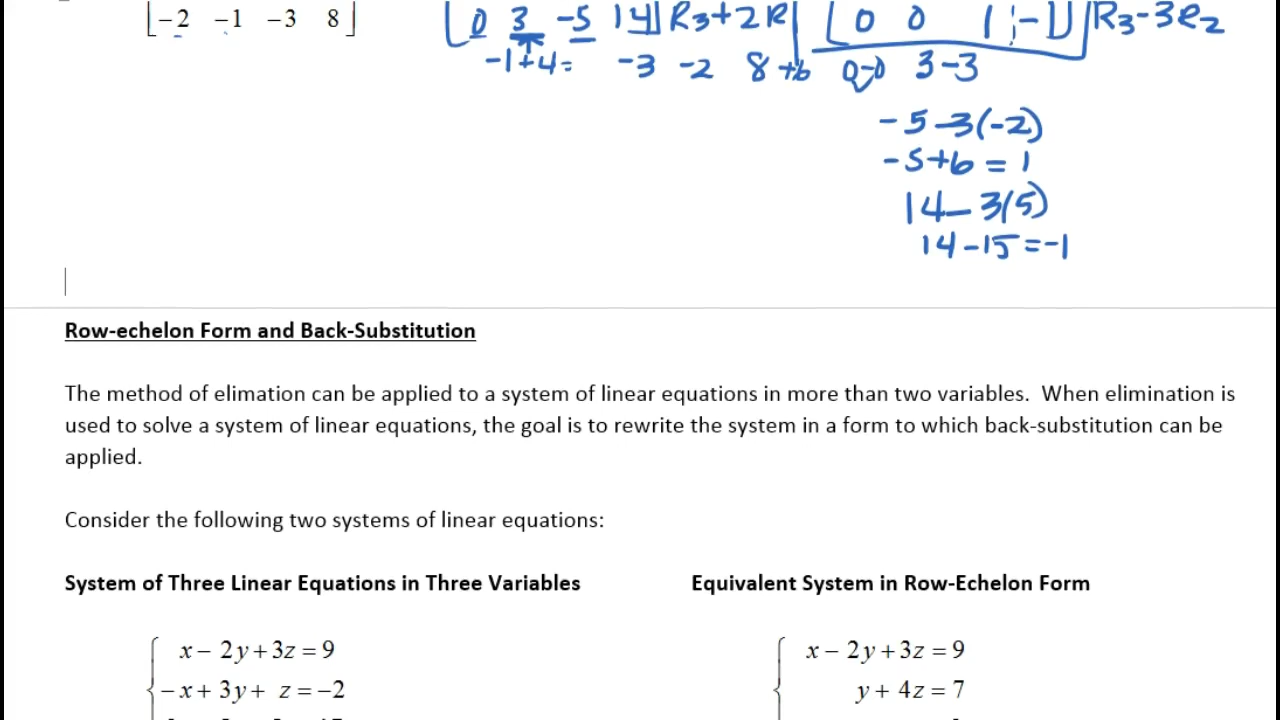 -2 -1 -3 8
0 3 -5 14 R3+2R1
0 0 1 -1 R3-3R2
-1+4= -3 -2 8+6 0-0 3-3
-5-3(-2)
-5+6=1
14-3(5)
14-15=-1
Row-echelon Form and Back-Substitution
The method of elimation can be applied to a system of linear equations in more than two variables. When elimination is
used to solve a system of linear equations, the goal is to rewrite the system in a form to which back-substitution can be
applied.
Consider the following two systems of linear equations:
System of Three Linear Equations in Three Variables
x - 2y + 3z = 9
-x + 3y + z = -2
Equivalent System in Row-Echelon Form
x - 2y + 3z = 9
y + 4z = 7